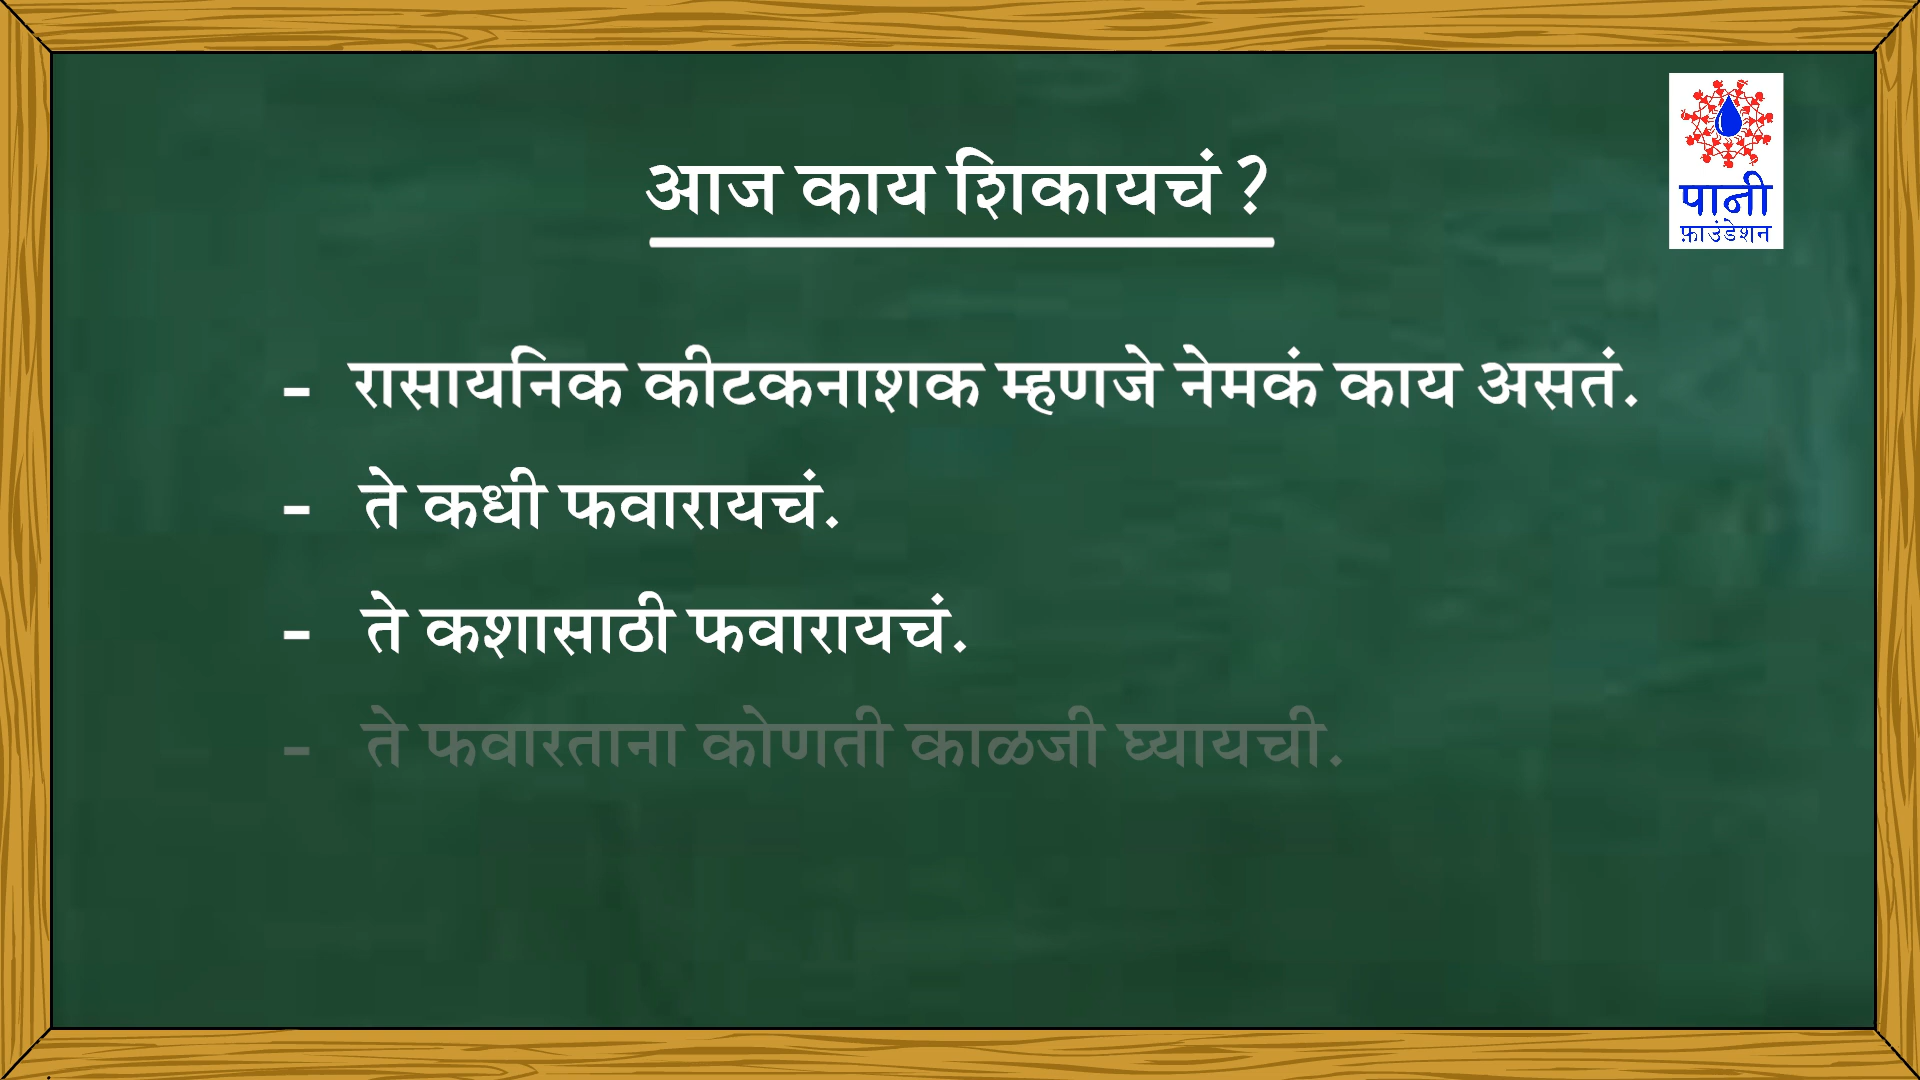 आज काय शिकायचं ?
पानी
फ़ाउंडेशन
- रासायनिक कीटकनाशक म्हणजे नेमकं काय असतं.
- ते कधी फवारायचं.
- ते कशासाठी फवारायचं.
- ते फवारताना कोणती काळजी घ्यायची.